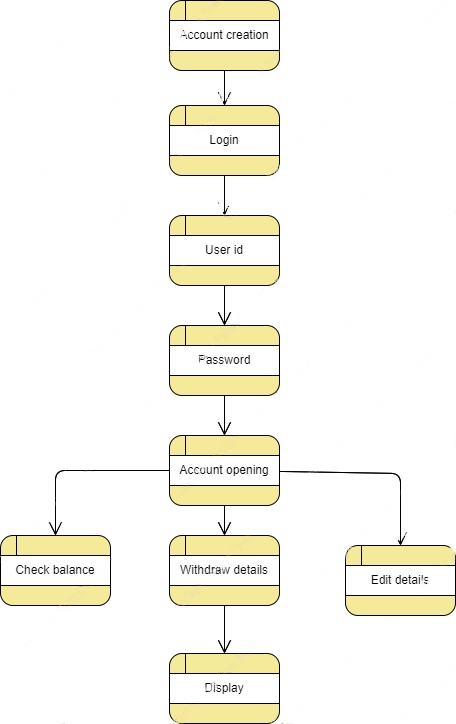 Account creation
Login
User id
Password
Account opening
Check balance
Withdraw details
Edit details
Display